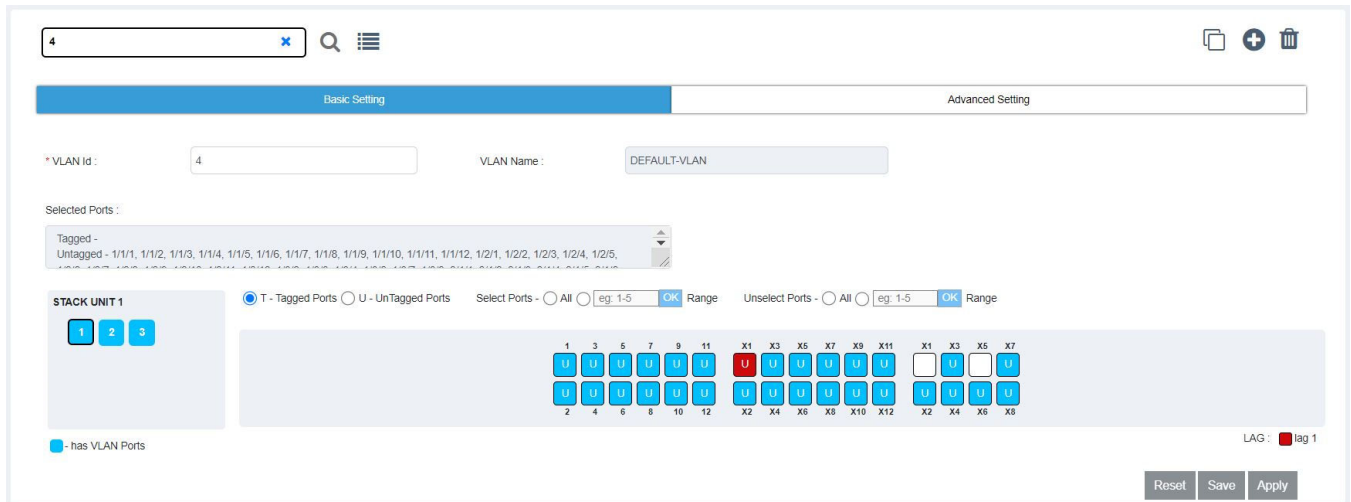 4
Basic Setting Advanced Setting
* VLAN Id : 4 VLAN Name : DEFAULT-VLAN
Selected Ports :
Tagged -
Untagged - 1/1/1, 1/1/2, 1/1/3, 1/1/4, 1/1/5, 1/1/6, 1/1/7, 1/1/8, 1/1/9, 1/1/10, 1/1/11, 1/1/12, 1/2/1, 1/2/2, 1/2/3, 1/2/4, 1/2/5,
STACK UNIT 1 T - Tagged Ports U - UnTagged Ports Select Ports - All eg: 1-5 OK Range Unselect Ports - All eg: 1-5 OK Range
1 2 3
1 3 5 7 9 11 X1 X3 X5 X7 X9 X11 X1 X3 X5 X7
U U U U U U U U U U U U U U
U U U U U U U U U U U U U U U U
2 4 6 8 10 12 X2 X4 X6 X8 X10 X12 X2 X4 X6 X8
- has VLAN Ports LAG : lag 1
Reset Save Apply